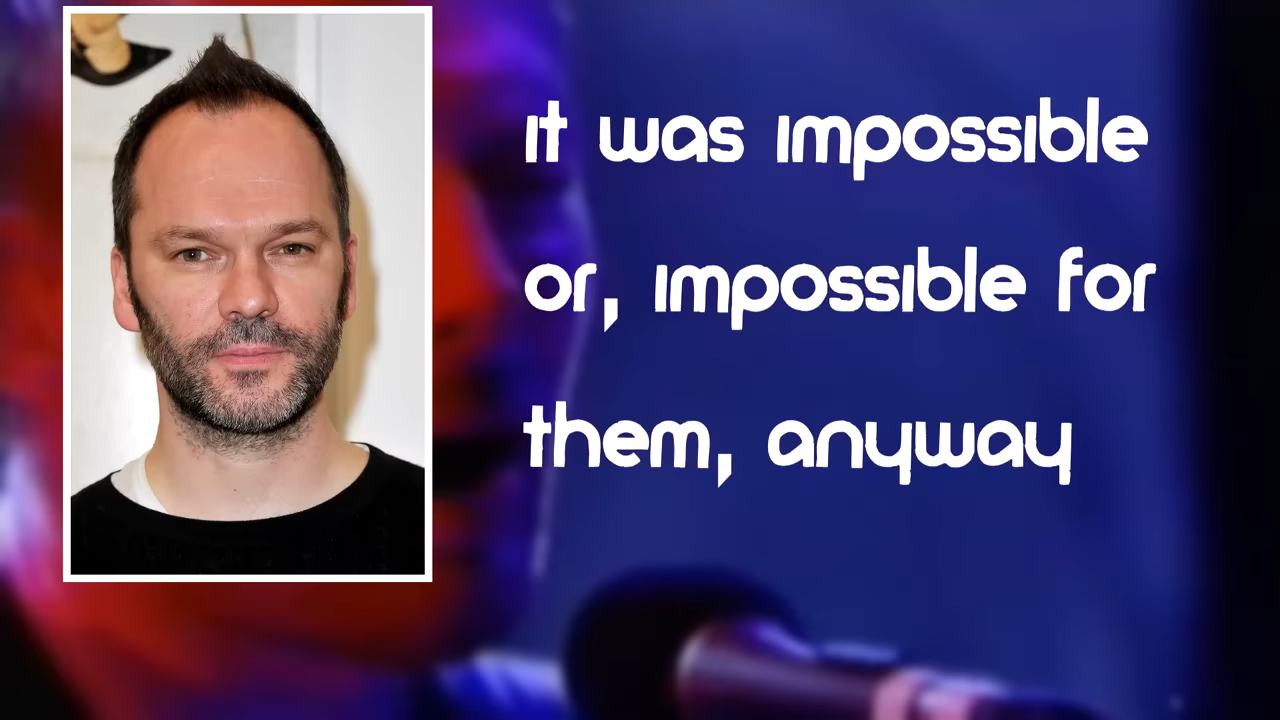 it was impossible
or, impossible for
them, anyway